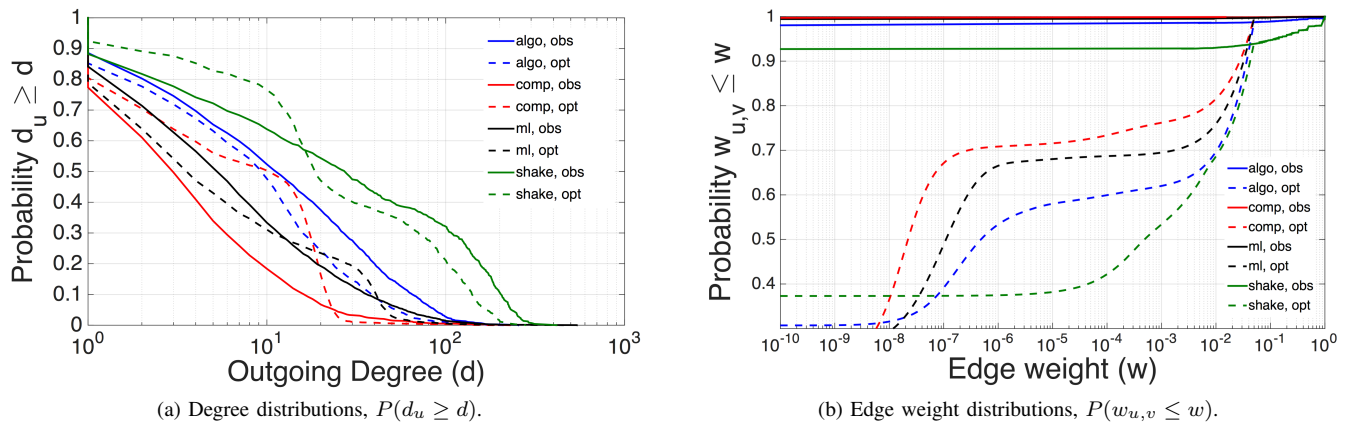 Probability d_u ≥ d
1
0.9
0.8
0.7
0.6
0.5
0.4
0.3
0.2
0.1
0
10^0
10^1
10^2
10^3
Outgoing Degree (d)
algo, obs
algo, opt
comp, obs
comp, opt
ml, obs
ml, opt
shake, obs
shake, opt
(a) Degree distributions, P(d_u ≥ d).
Probability w_{u,v} ≤ w
1
0.9
0.8
0.7
0.6
0.5
0.4
10^-10
10^-9
10^-8
10^-7
10^-6
10^-5
10^-4
10^-3
10^-2
10^-1
10^0
Edge weight (w)
algo, obs
algo, opt
comp, obs
comp, opt
ml, obs
ml, opt
shake, obs
shake, opt
(b) Edge weight distributions, P(w_{u,v} ≤ w).